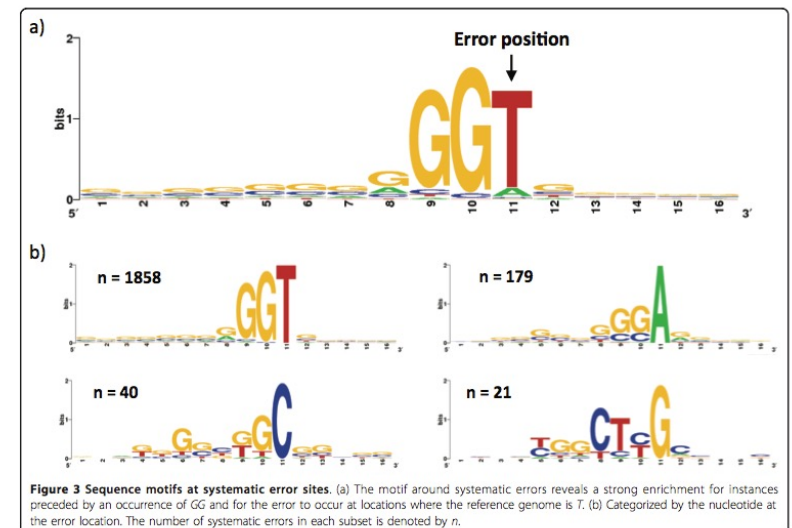 a)
Error position
2
1
0
bits
G G T
5′ 1 2 3 4 5 6 7 8 9 10 11 12 13 14 15 16 3′
b)
n = 1858
n = 179
G G T
G G A
n = 40
n = 21
G G C
C T C G
Figure 3 Sequence motifs at systematic error sites. (a) The motif around systematic errors reveals a strong enrichment for instances
preceded by an occurrence of GG and for the error to occur at locations where the reference genome is T. (b) Categorized by the nucleotide at
the error location. The number of systematic errors in each subset is denoted by n.